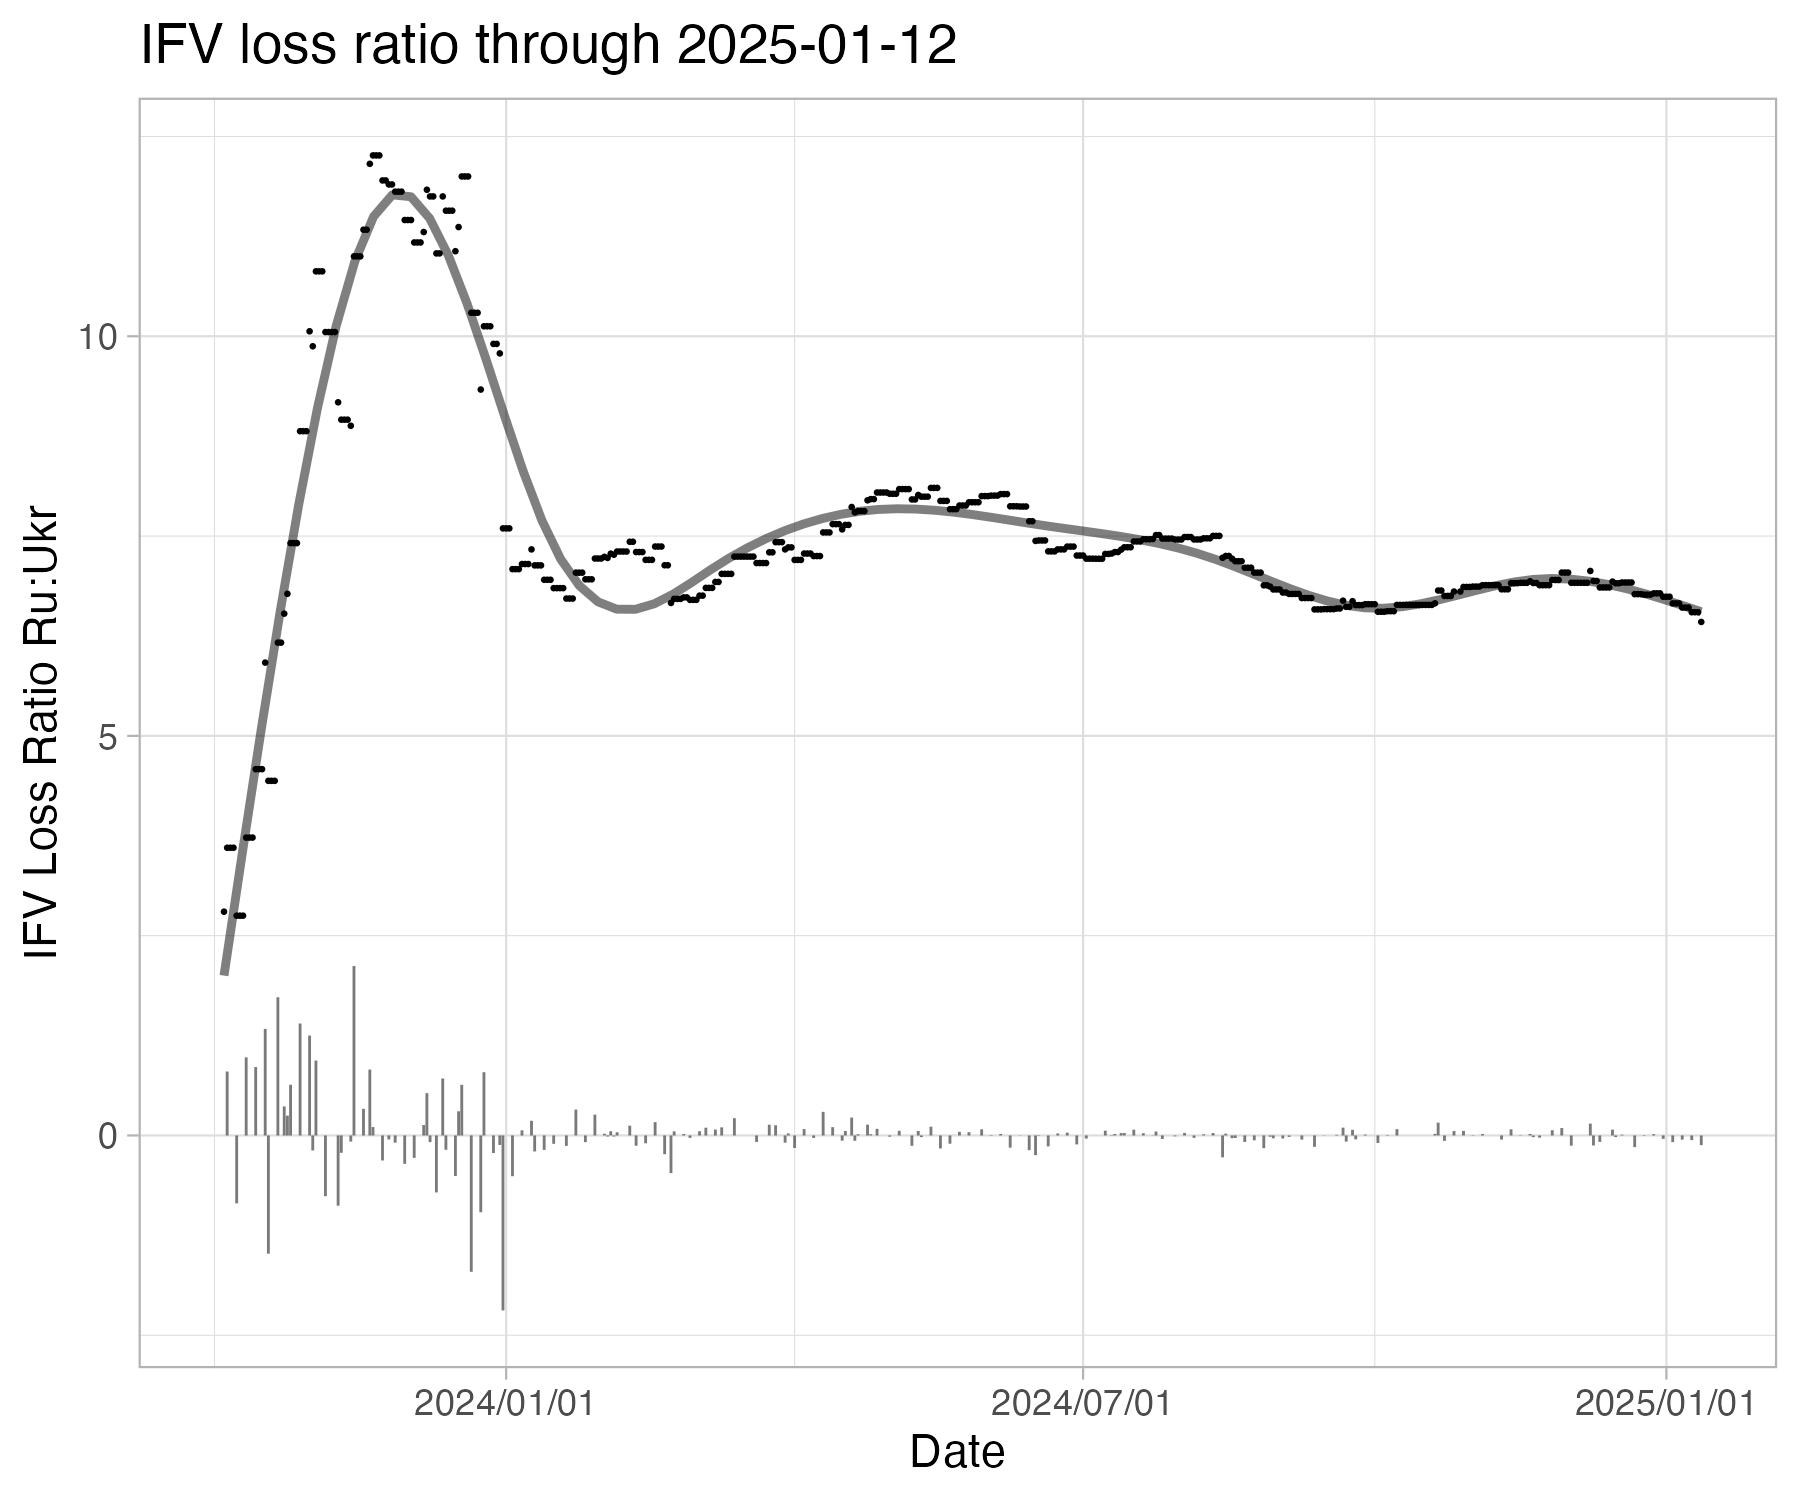 IFV loss ratio through 2025-01-12
IFV Loss Ratio Ru:Ukr
10
5
0
2024/01/01
2024/07/01
2025/01/01
Date